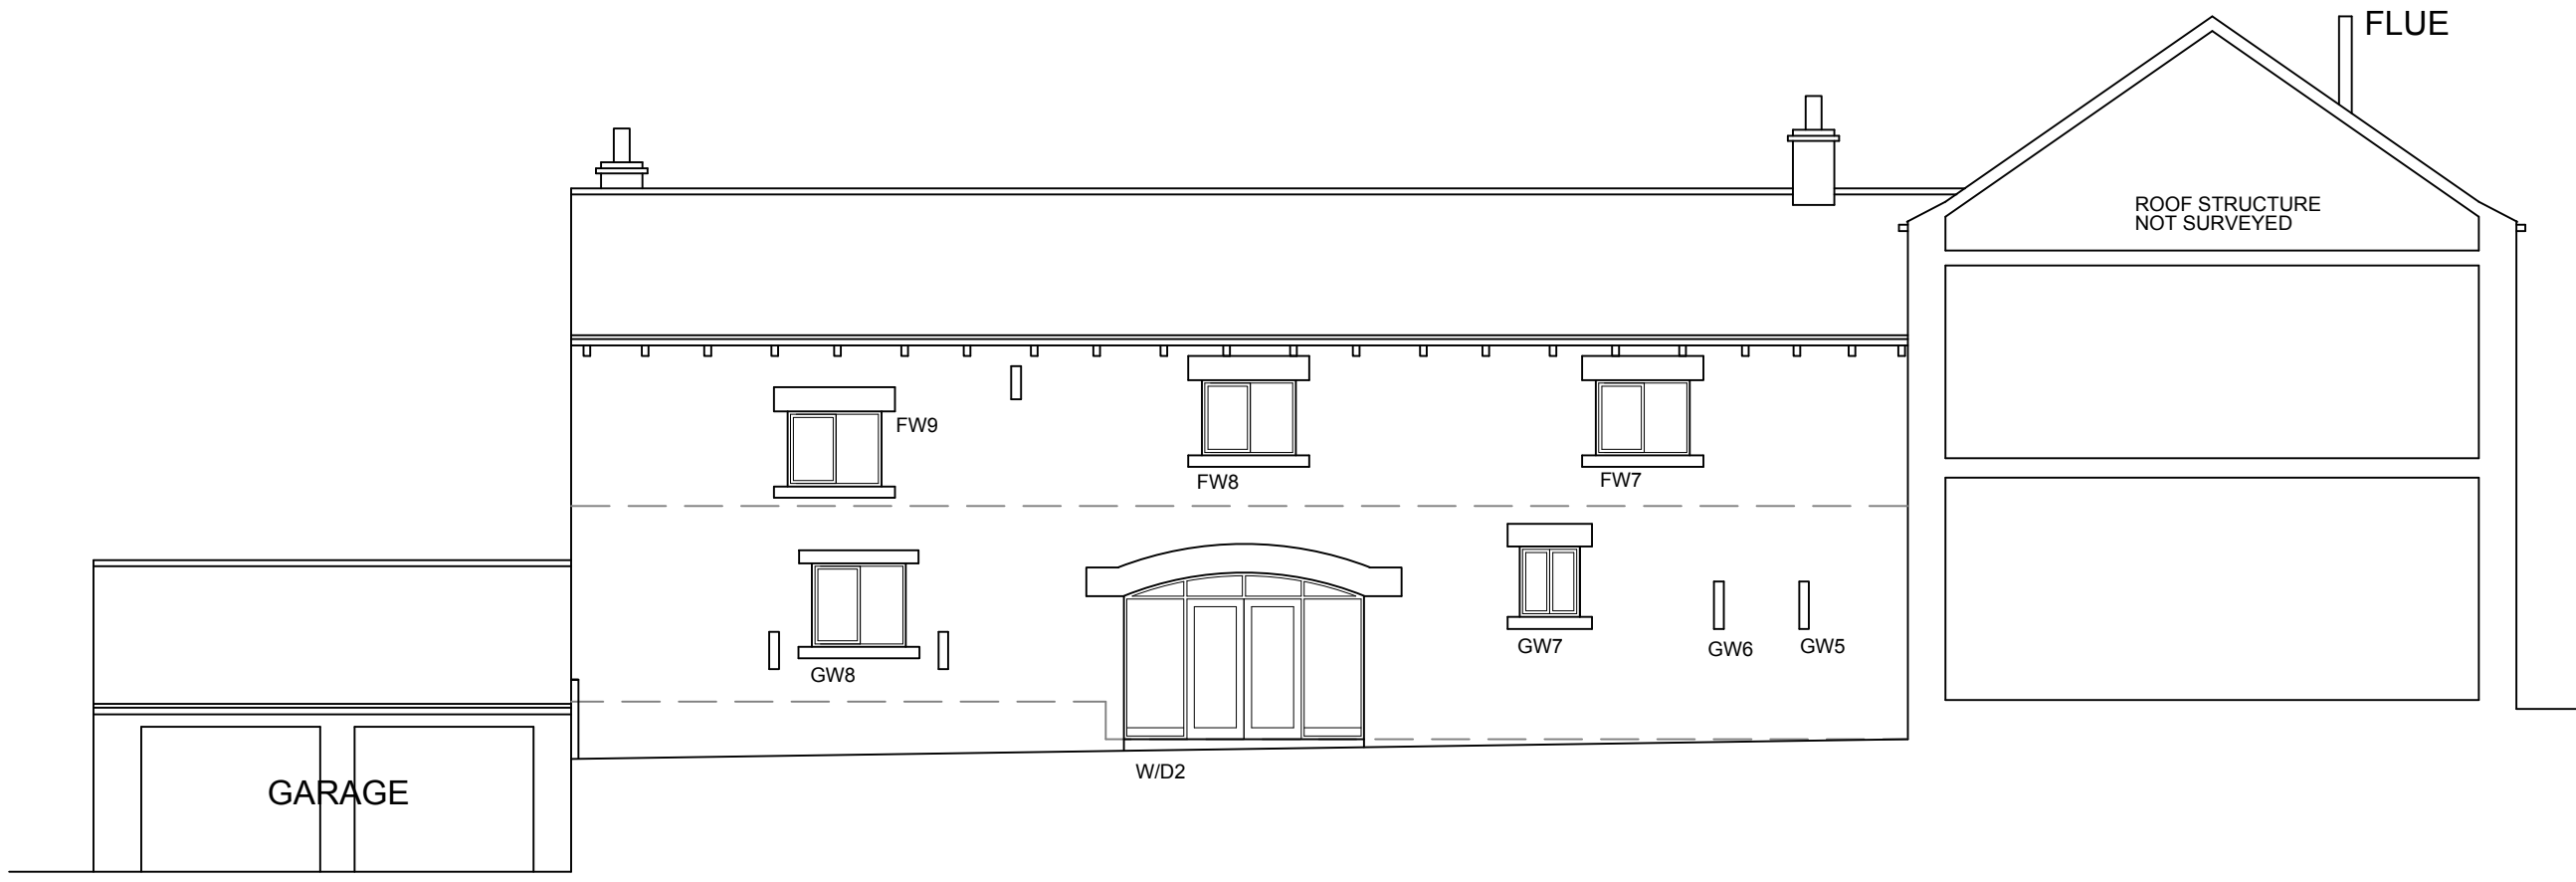 FLUE
ROOF STRUCTURE
NOT SURVEYED
FW9
FW8
FW7
GW8
GW7
GW6
GW5
W/D2
GARAGE